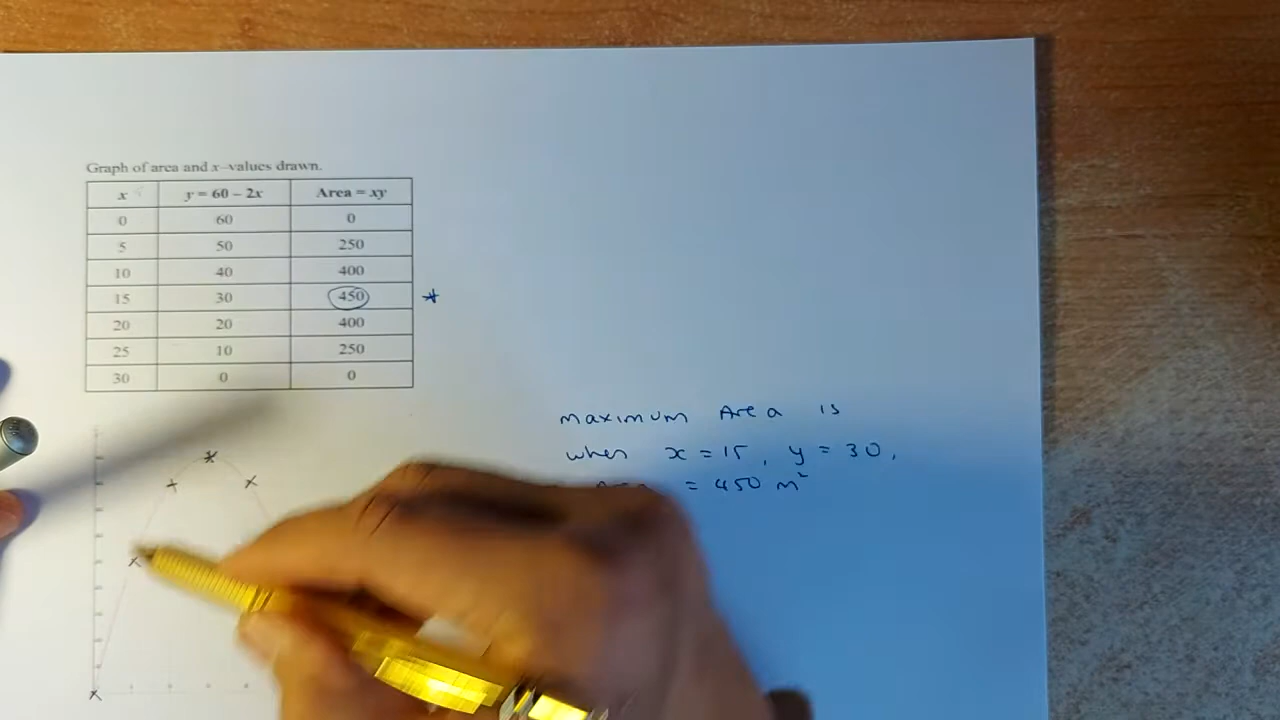 Graph of area and x–values drawn.
x y = 60 – 2x Area = xy
0 60 0
5 50 250
10 40 400
15 30 450 *
20 20 400
25 10 250
30 0 0
maximum Area is
when x = 15, y = 30,
= 450 m²